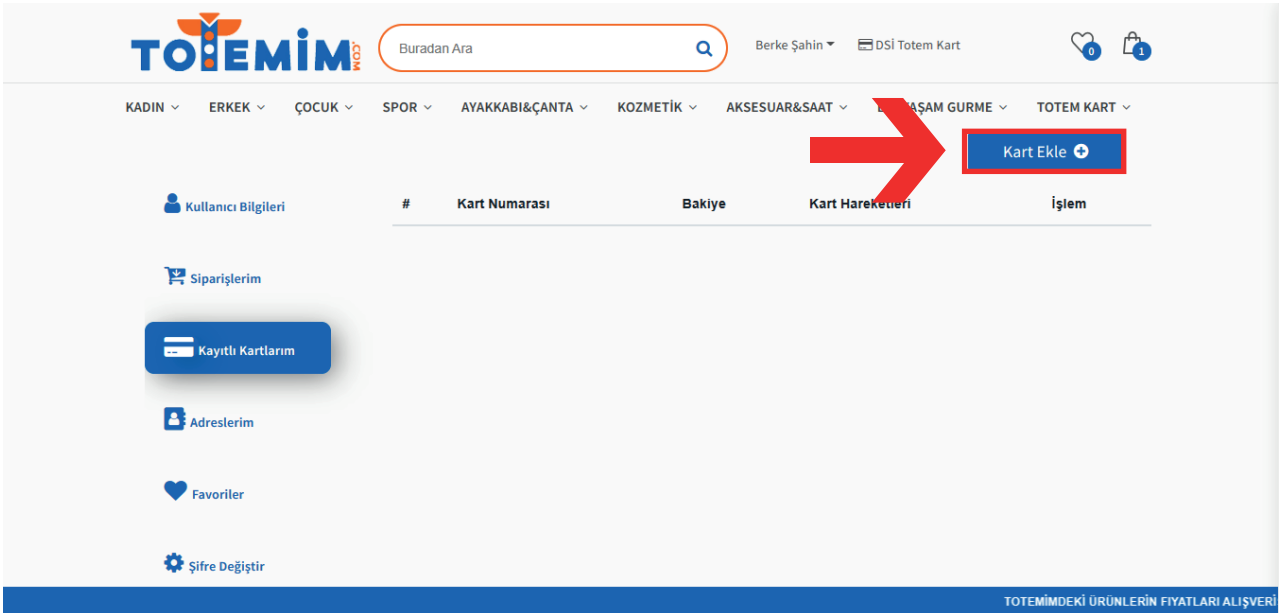 TOTEMİM.COM
Buradan Ara
Berke Şahin
DSİ Totem Kart
0
1
KADIN
ERKEK
ÇOCUK
SPOR
AYAKKABI&ÇANTA
KOZMETİK
AKSESUAR&SAAT
GURME
TOTEM KART
Kart Ekle
Kullanıcı Bilgileri
# Kart Numarası Bakiye Kart Hareketleri İşlem
Siparişlerim
Kayıtlı Kartlarım
Adreslerim
Favoriler
Şifre Değiştir
TOTEMİMDEKİ ÜRÜNLERİN FIYATLARI ALIŞVERİ